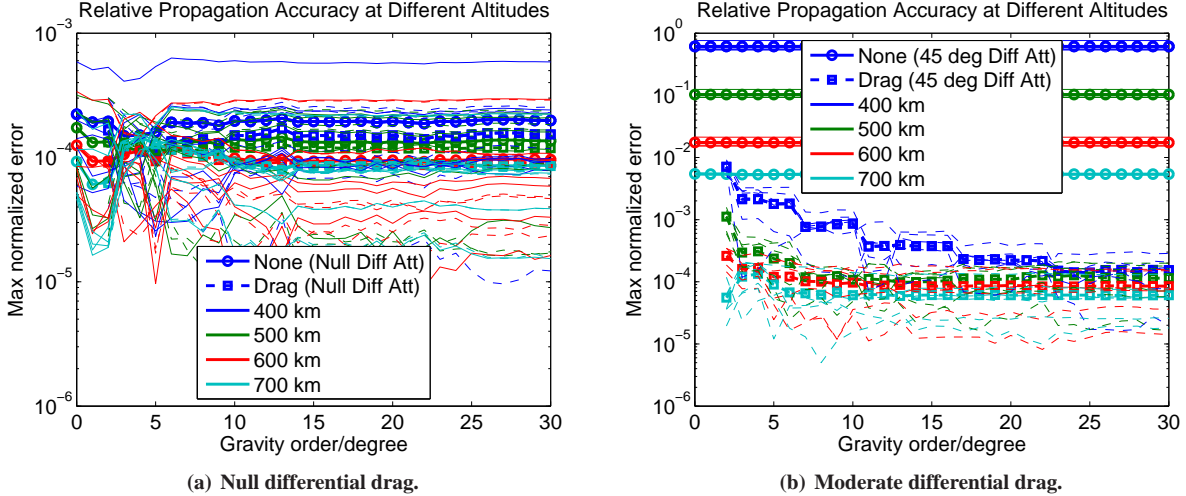 Relative Propagation Accuracy at Different Altitudes
Max normalized error
10^-3
10^-4
10^-5
10^-6
None (Null Diff Att)
Drag (Null Diff Att)
400 km
500 km
600 km
700 km
0 5 10 15 20 25 30
Gravity order/degree
(a) Null differential drag.
Relative Propagation Accuracy at Different Altitudes
Max normalized error
10^0
10^-1
10^-2
10^-3
10^-4
10^-5
10^-6
None (45 deg Diff Att)
Drag (45 deg Diff Att)
400 km
500 km
600 km
700 km
0 5 10 15 20 25 30
Gravity order/degree
(b) Moderate differential drag.